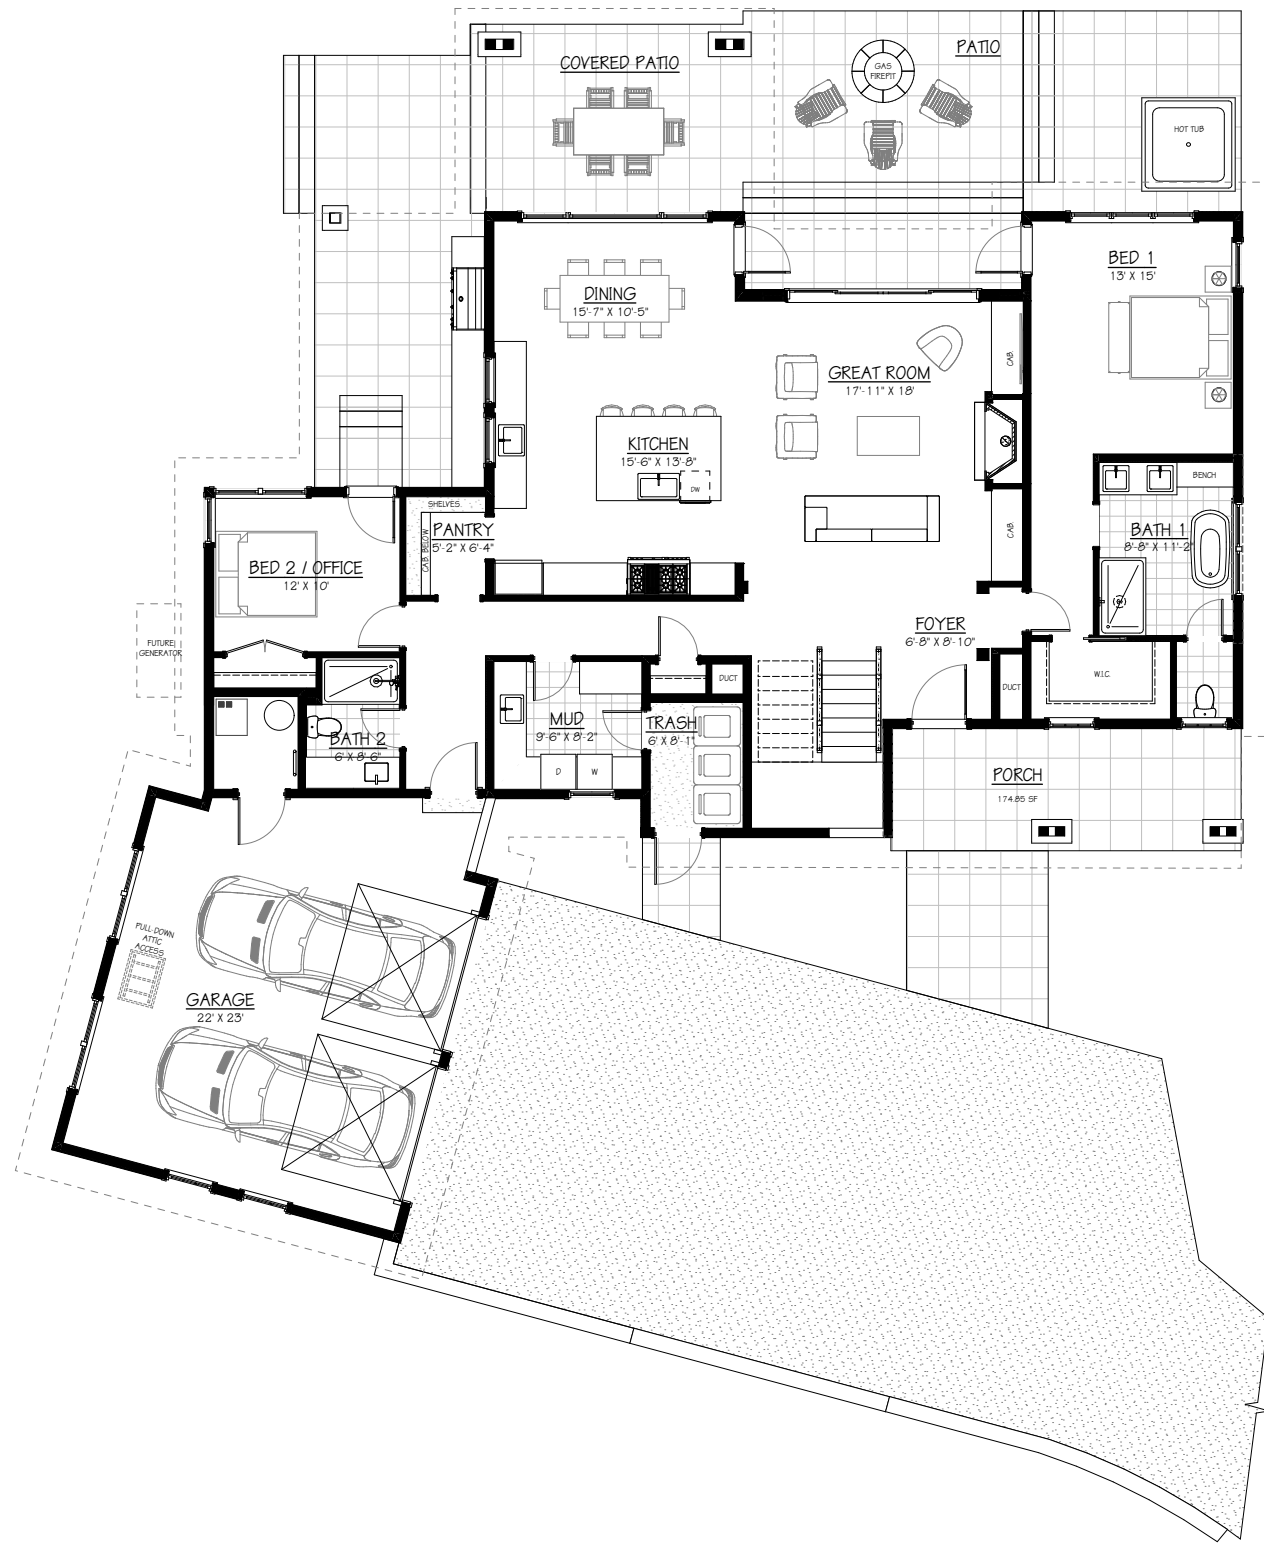 COVERED PATIO
PATIO
GAS
FIREPIT
HOT TUB
BED 1
13' X 15'
DINING
15'-7" X 10'-5"
GREAT ROOM
17'-11" X 18'
CAB.
KITCHEN
15'-6" X 13'-8"
DW
BENCH
SHELVES
PANTRY
5'-2" X 6'-4"
CAB. BELOW
CAB.
BATH 1
8'-8" X 11'-2"
BED 2 / OFFICE
12' X 10'
FOYER
6'-8" X 8'-10"
FUTURE
GENERATOR
DUCT
DUCT
W.I.C.
MUD
9'-6" X 8'-2"
TRASH
6' X 8'-1"
BATH 2
6' X 8'-6"
D
W
PORCH
174.85 SF
PULL-DOWN
ATTIC
ACCESS
GARAGE
22' X 23'